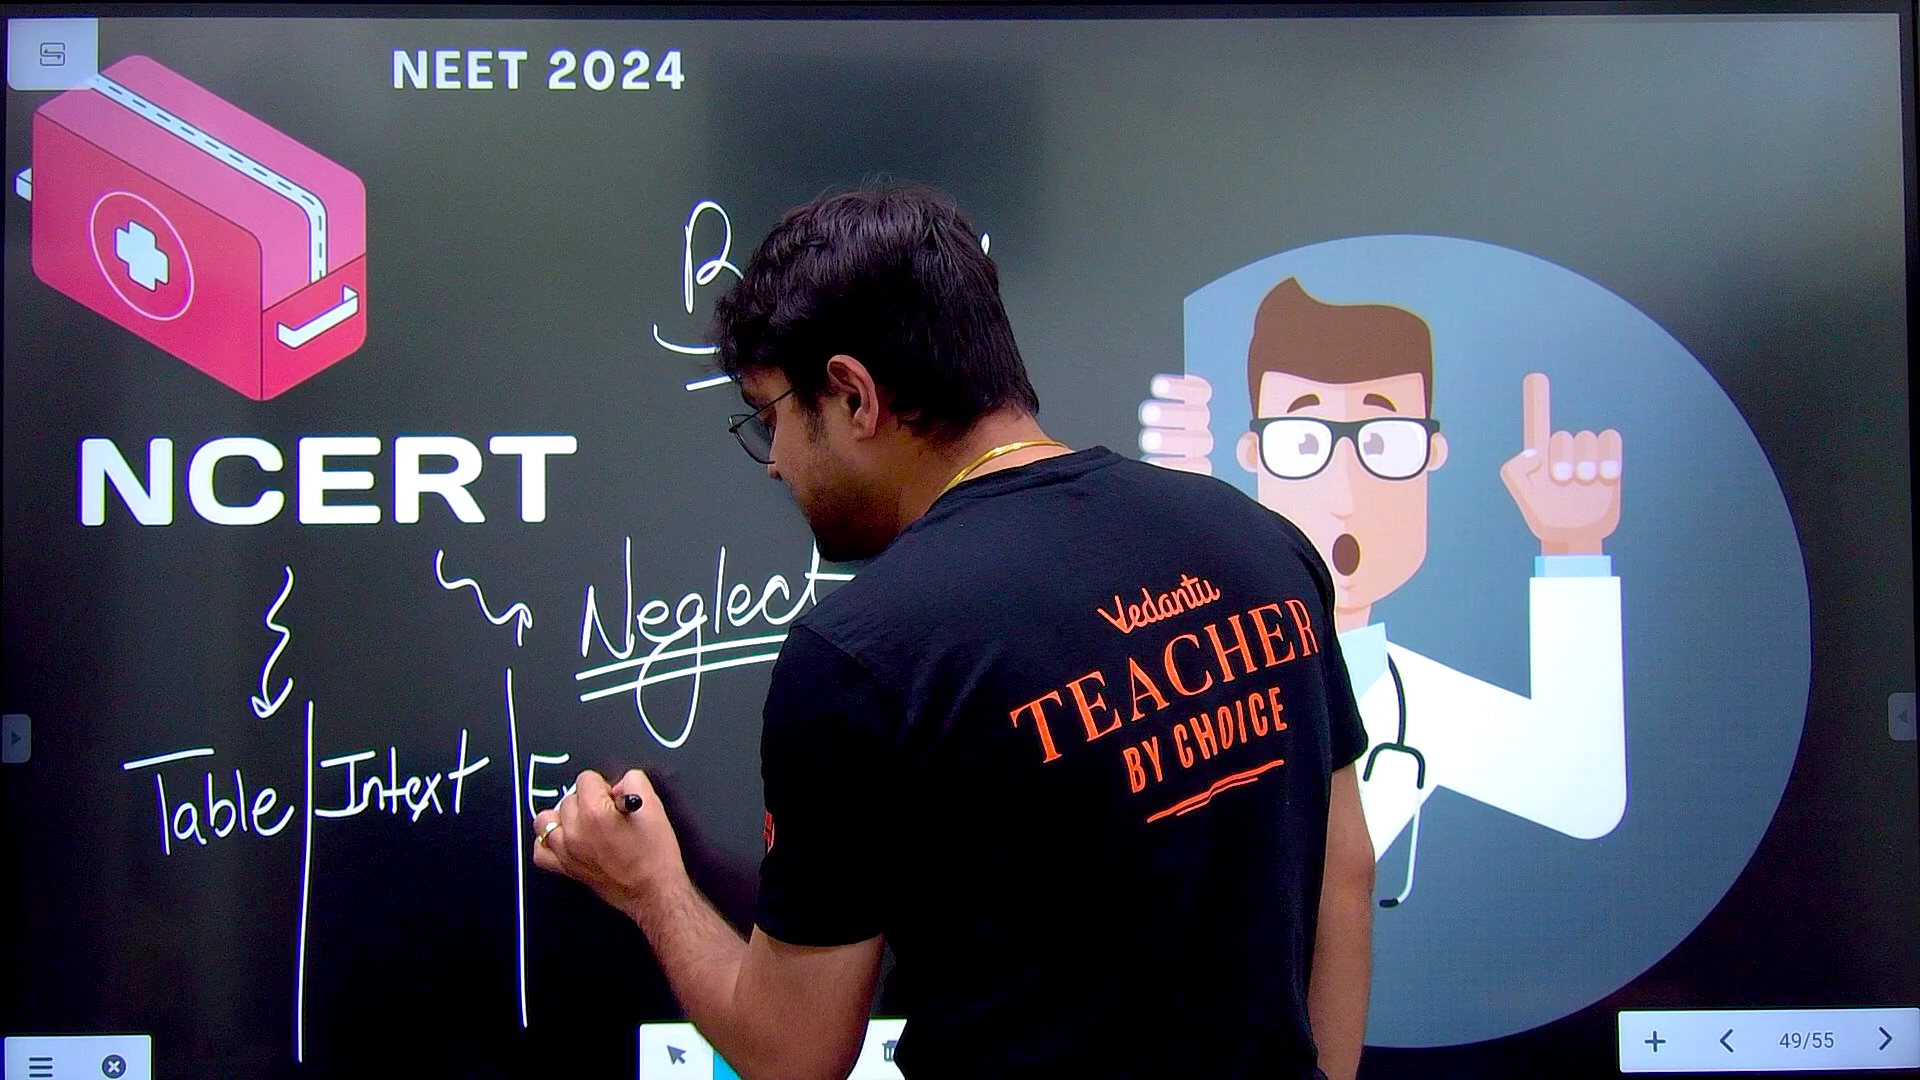 NEET 2024
NCERT
Neglect
Table
Intext
Vedantu
TEACHER
BY CHOICE
49/55